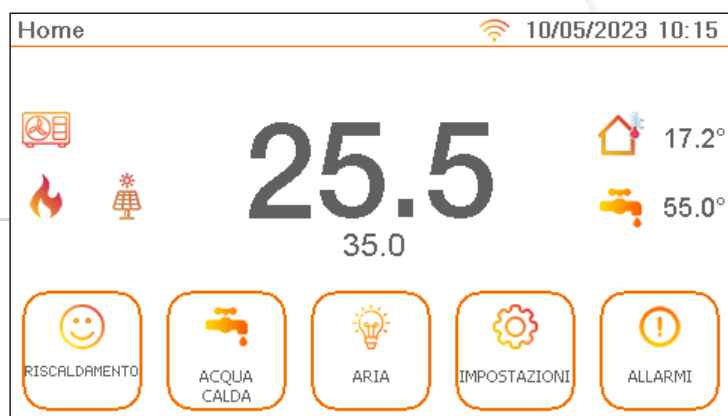 Home 10/05/2023 10:15
17.2°
25.5
55.0°
35.0
RISCALDAMENTO
ACQUA
CALDA
ARIA
IMPOSTAZIONI
ALLARMI